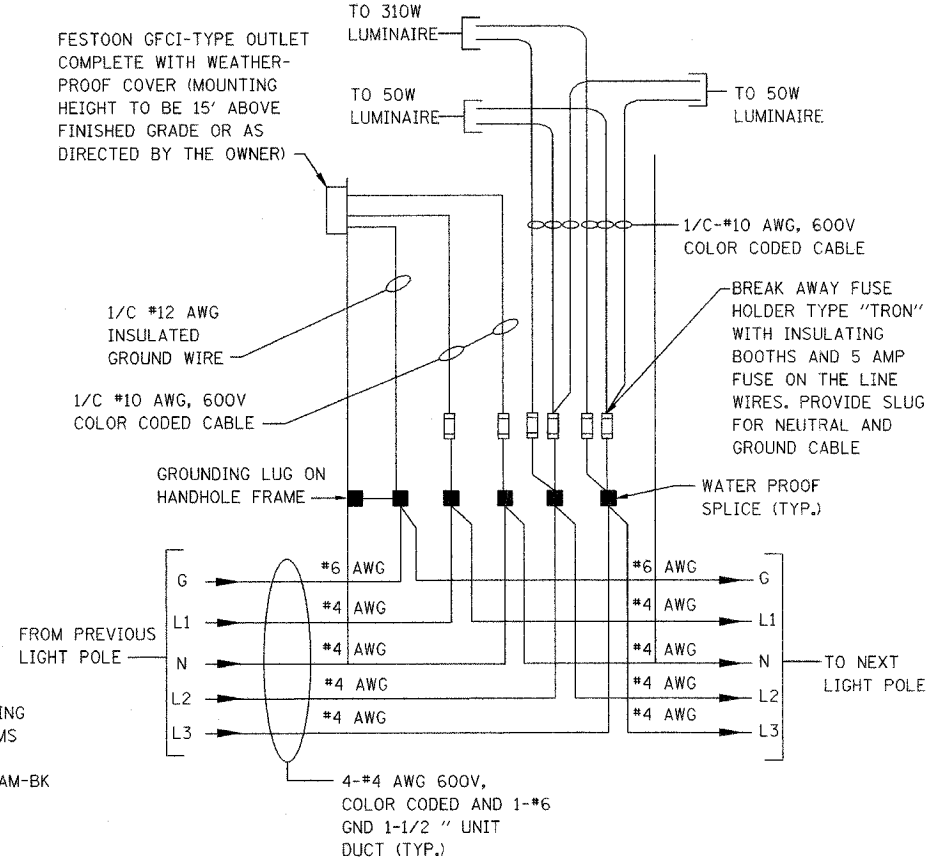 TO 310W
LUMINAIRE
FESTOON GFCI-TYPE OUTLET
COMPLETE WITH WEATHER-
PROOF COVER (MOUNTING
HEIGHT TO BE 15' ABOVE
FINISHED GRADE OR AS
DIRECTED BY THE OWNER)
TO 50W
LUMINAIRE
TO 50W
LUMINAIRE
1/C-#10 AWG, 600V
COLOR CODED CABLE
1/C #12 AWG
INSULATED
GROUND WIRE
BREAK AWAY FUSE
HOLDER TYPE "TRON"
WITH INSULATING
BOOTHS AND 5 AMP
FUSE ON THE LINE
WIRES. PROVIDE SLUG
FOR NEUTRAL AND
GROUND CABLE
1/C #10 AWG, 600V
COLOR CODED CABLE
GROUNDING LUG ON
HANDHOLE FRAME
WATER PROOF
SPLICE (TYP.)
FROM PREVIOUS
LIGHT POLE
G #6 AWG #6 AWG G
L1 #4 AWG #4 AWG L1
N #4 AWG #4 AWG N
L2 #4 AWG #4 AWG L2
L3 #4 AWG #4 AWG L3
TO NEXT
LIGHT POLE
ING
MS
AM-BK
4-#4 AWG 600V,
COLOR CODED AND 1-#6
GND 1-1/2 " UNIT
DUCT (TYP.)